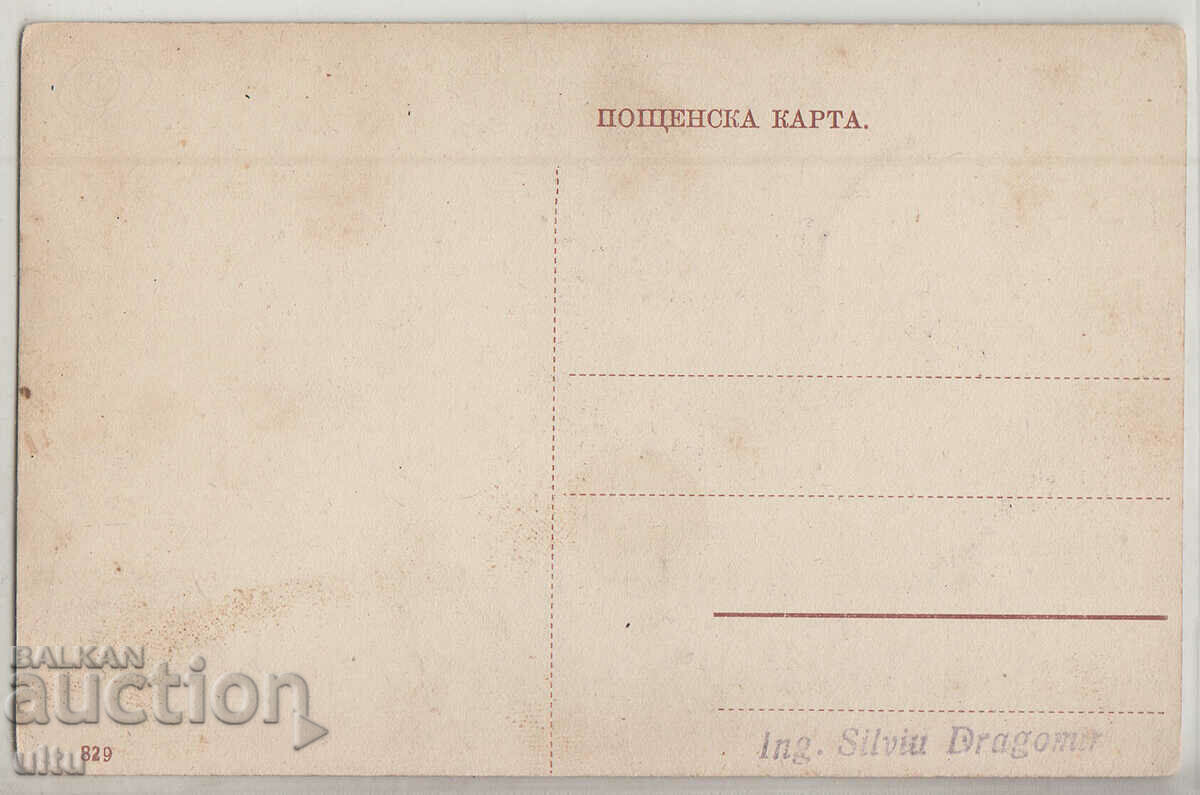 ПОЩЕНСКА КАРТА.
BALKAN
auction
829
ultu
Ing. Silviu Dragomir